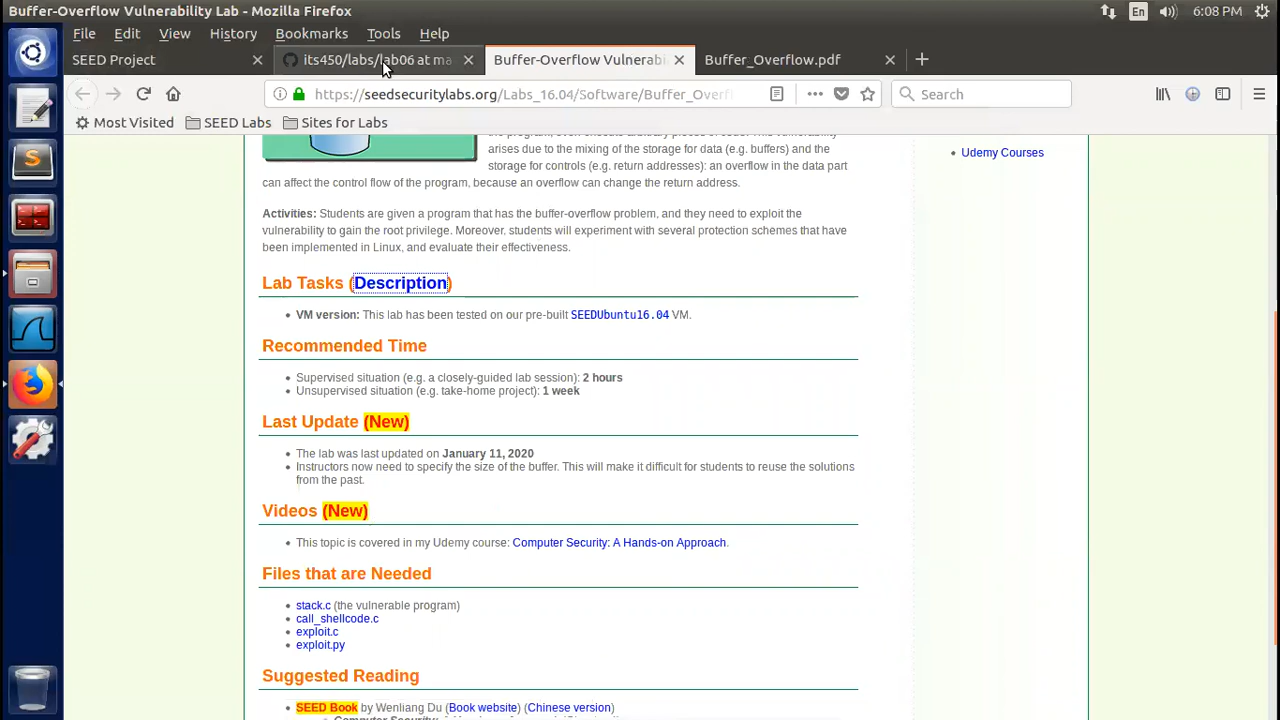 Buffer-Overflow Vulnerability Lab - Mozilla Firefox
En 6:08 PM
File Edit View History Bookmarks Tools Help
SEED Project
its450/labs/lab06 at ma
Buffer-Overflow Vulnerabi
Buffer_Overflow.pdf
https://seedsecuritylabs.org/Labs_16.04/Software/Buffer_Overf
Search
Most Visited SEED Labs Sites for Labs
arises due to the mixing of the storage for data (e.g. buffers) and the
Udemy Courses
storage for controls (e.g. return addresses): an overflow in the data part
can affect the control flow of the program, because an overflow can change the return address.
Activities: Students are given a program that has the buffer-overflow problem, and they need to exploit the
vulnerability to gain the root privilege. Moreover, students will experiment with several protection schemes that have
been implemented in Linux, and evaluate their effectiveness.
Lab Tasks (Description)
VM version: This lab has been tested on our pre-built SEEDUbuntu16.04 VM.
Recommended Time
Supervised situation (e.g. a closely-guided lab session): 2 hours
Unsupervised situation (e.g. take-home project): 1 week
Last Update (New)
The lab was last updated on January 11, 2020
Instructors now need to specify the size of the buffer. This will make it difficult for students to reuse the solutions
from the past.
Videos (New)
This topic is covered in my Udemy course: Computer Security: A Hands-on Approach.
Files that are Needed
stack.c (the vulnerable program)
call_shellcode.c
exploit.c
exploit.py
Suggested Reading
SEED Book by Wenliang Du (Book website) (Chinese version)